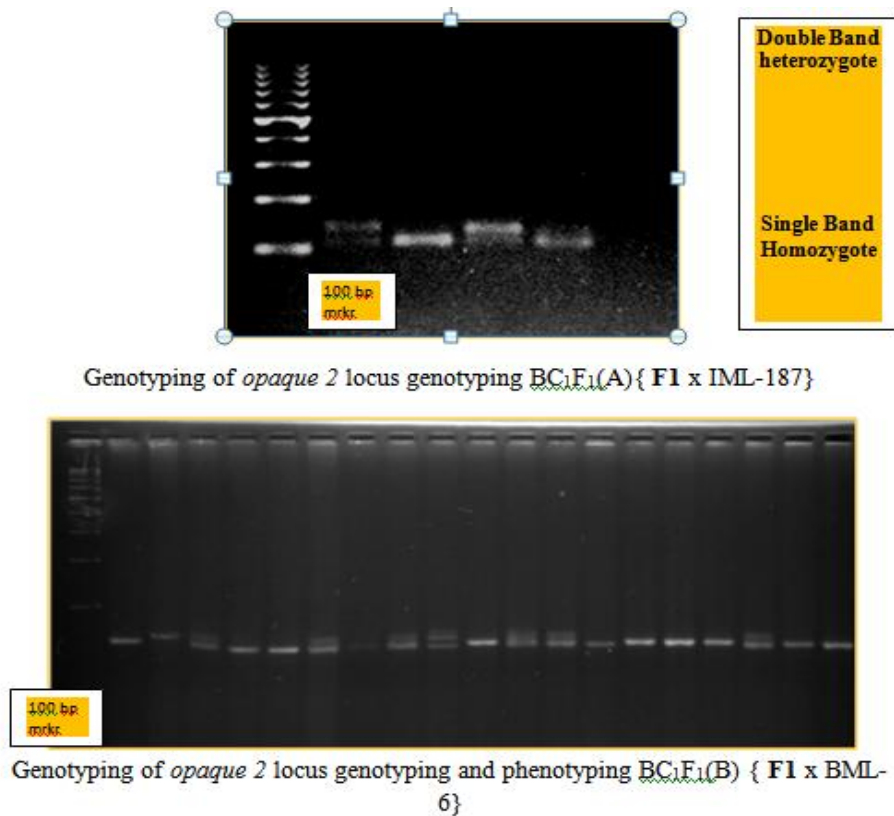 Double Band
heterozygote
Single Band
Homozygote
100 bp
mrkr.
Genotyping of opaque 2 locus genotyping BC₁F₁(A){ F1 x IML-187}
100 bp
mrkr.
Genotyping of opaque 2 locus genotyping and phenotyping BC₁F₁(B) { F1 x BML-
6}